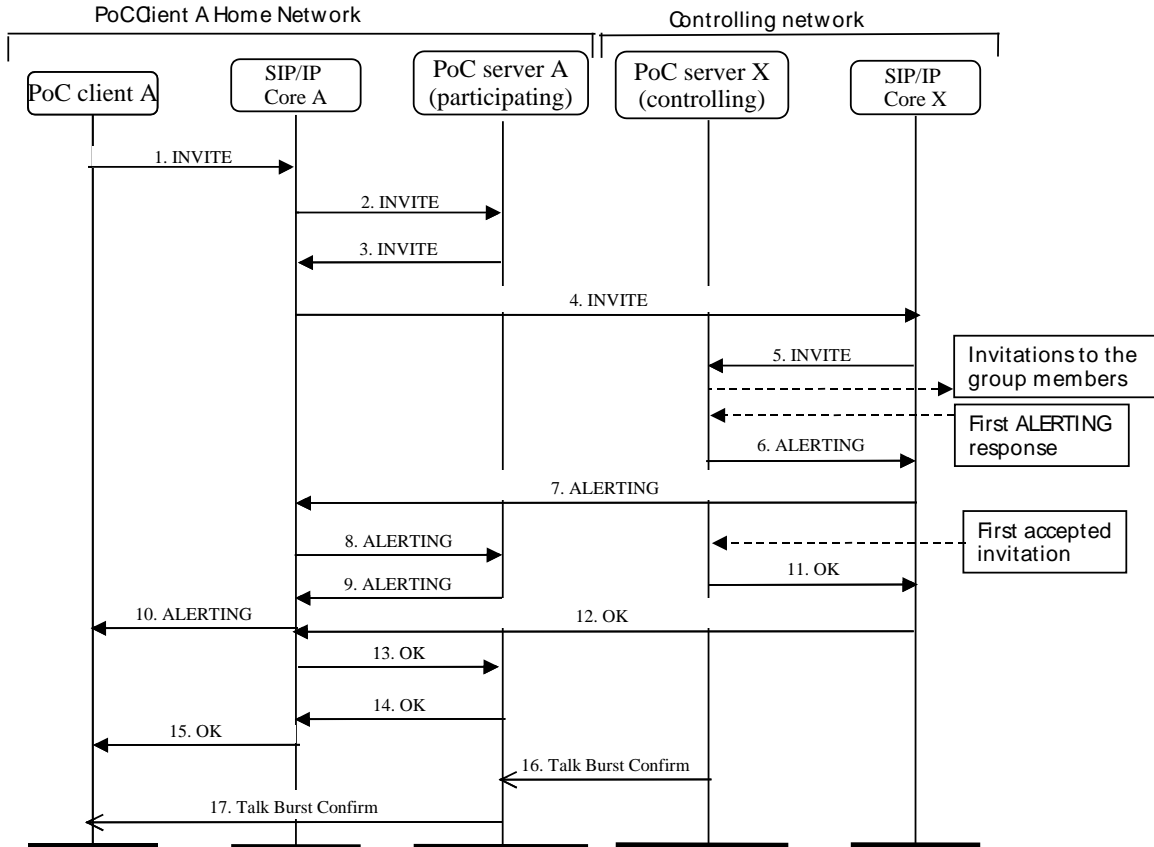 PoCClient A Home Network
Controlling network
PoC client A
SIP/IP
Core A
PoC server A
(participating)
PoC server X
(controlling)
SIP/IP
Core X
1. INVITE
2. INVITE
3. INVITE
4. INVITE
5. INVITE
Invitations to the
group members
First ALERTING
response
6. ALERTING
7. ALERTING
First accepted
invitation
8. ALERTING
9. ALERTING
11. OK
10. ALERTING
12. OK
13. OK
14. OK
15. OK
16. Talk Burst Confirm
17. Talk Burst Confirm